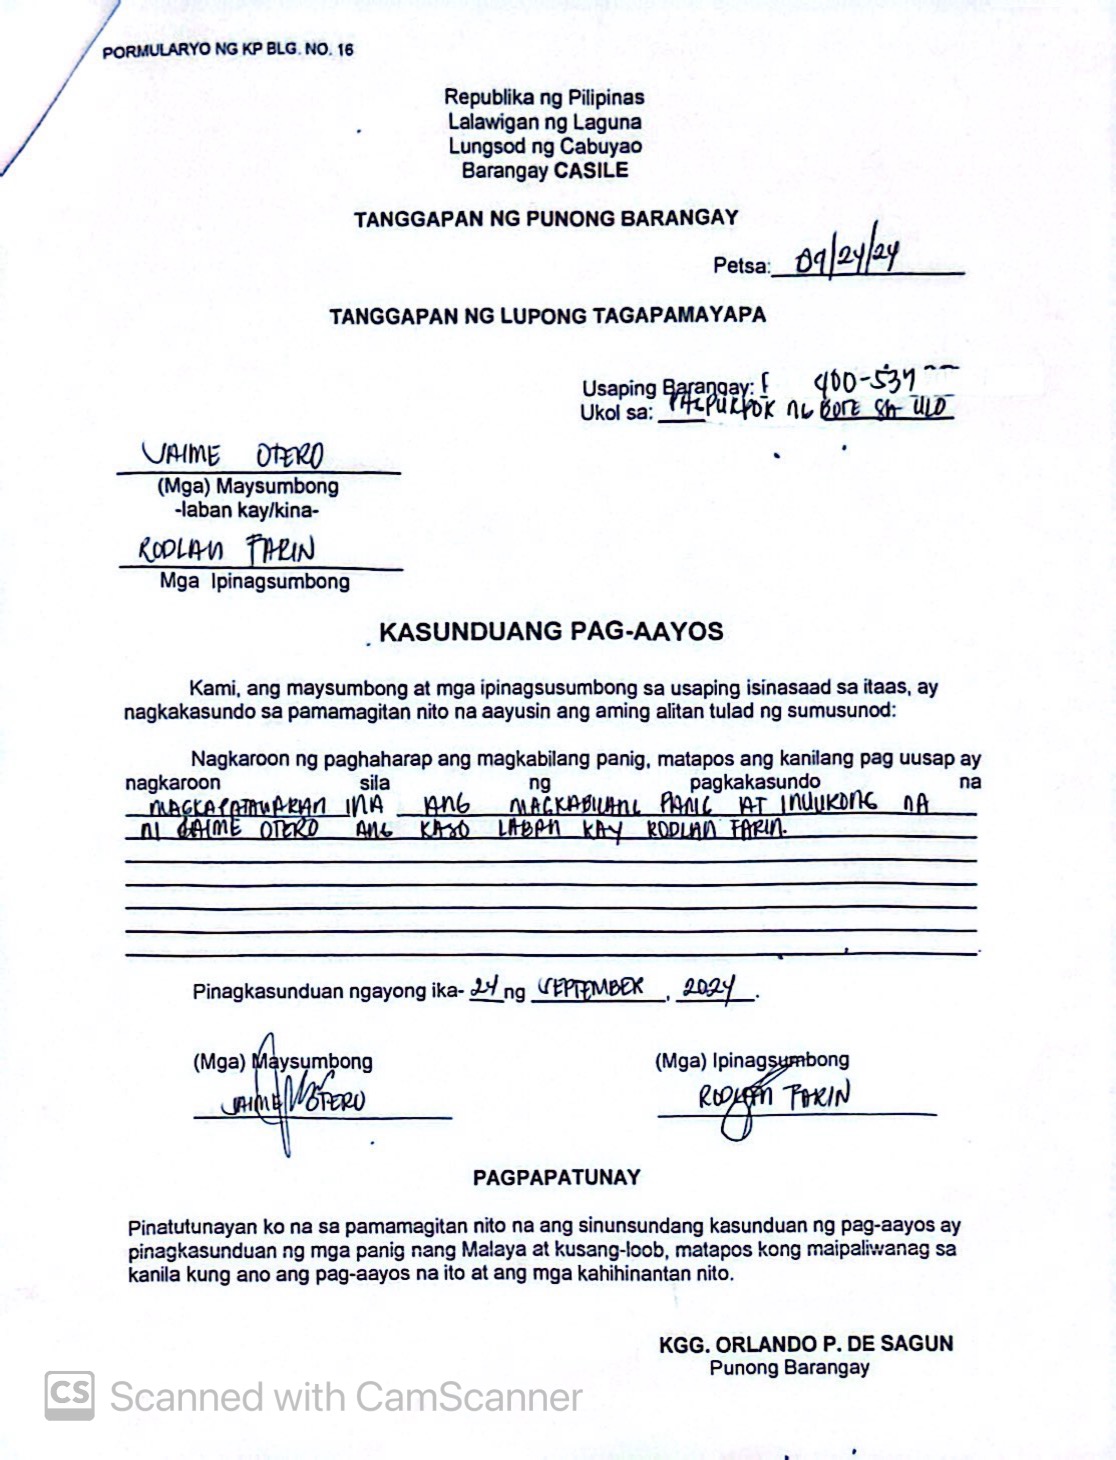 PORMULARYO NG KP BLG. NO. 16
Republika ng Pilipinas
Lalawigan ng Laguna
Lungsod ng Cabuyao
Barangay CASILE
TANGGAPAN NG PUNONG BARANGAY
Petsa: 09/24/24
TANGGAPAN NG LUPONG TAGAPAMAYAPA
Usaping Barangay: 400-537
Ukol sa: PAGPUKPOK NG BOTE SA ULO
JAIME OTERO
(Mga) Maysumbong
-laban kay/kina-
RODLAN FARIN
Mga Ipinagsumbong
KASUNDUANG PAG-AAYOS
Kami, ang maysumbong at mga ipinagsusumbong sa usaping isinasaad sa itaas, ay
nagkakasundo sa pamamagitan nito na aayusin ang aming alitan tulad ng sumusunod:
Nagkaroon ng paghaharap ang magkabilang panig, matapos ang kanilang pag uusap ay
nagkaroon sila ng pagkakasundo na
MAGKAPATAWARAN ANG MAGKABILANG PANIG AT INUUKONG NA
NI JAIME OTERO ANG KASO LABAN KAY RODLAN FARIN.
Pinagkasunduan ngayong ika- 24 ng SEPTEMBER, 2024.
(Mga) Maysumbong (Mga) Ipinagsumbong
JAIME OTERO RODLAN FARIN
PAGPAPATUNAY
Pinatutunayan ko na sa pamamagitan nito na ang sinunsundang kasunduan ng pag-aayos ay
pinagkasunduan ng mga panig nang Malaya at kusang-loob, matapos kong maipaliwanag sa
kanila kung ano ang pag-aayos na ito at ang mga kahihinantan nito.
KGG. ORLANDO P. DE SAGUN
Punong Barangay
CS Scanned with CamScanner